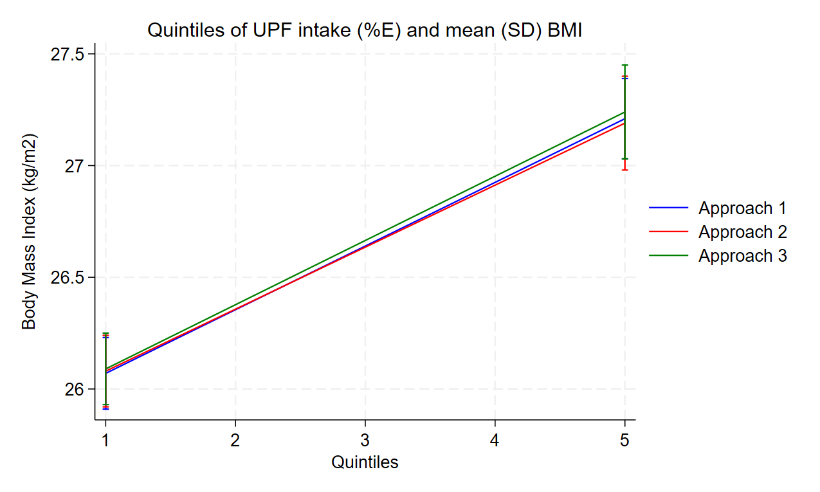 Quintiles of UPF intake (%E) and mean (SD) BMI
27.5
27
26.5
26
Body Mass Index (kg/m2)
1 2 3 4 5
Quintiles
Approach 1
Approach 2
Approach 3